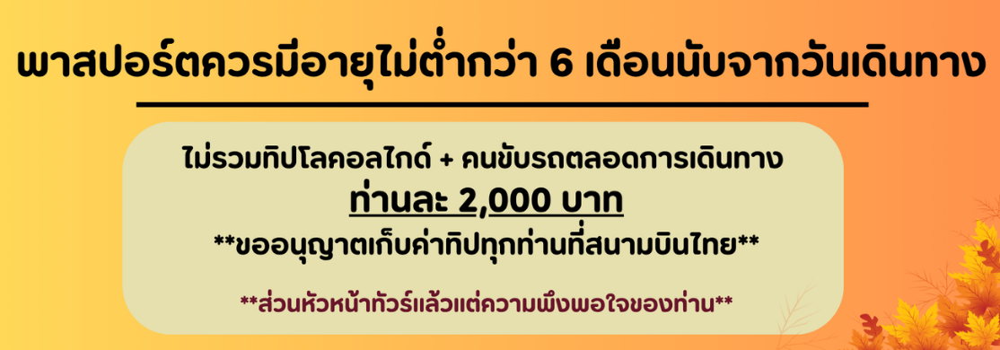 พาสปอร์ตควรมีอายุไม่ต่ำกว่า 6 เดือนนับจากวันเดินทาง
ไม่รวมทิปโลคอลไกด์ + คนขับรถตลอดการเดินทาง
ท่านละ 2,000 บาท
**ขออนุญาตเก็บค่าทิปทุกท่านที่สนามบินไทย**
**ส่วนหัวหน้าทัวร์แล้วแต่ความพึงพอใจของท่าน**